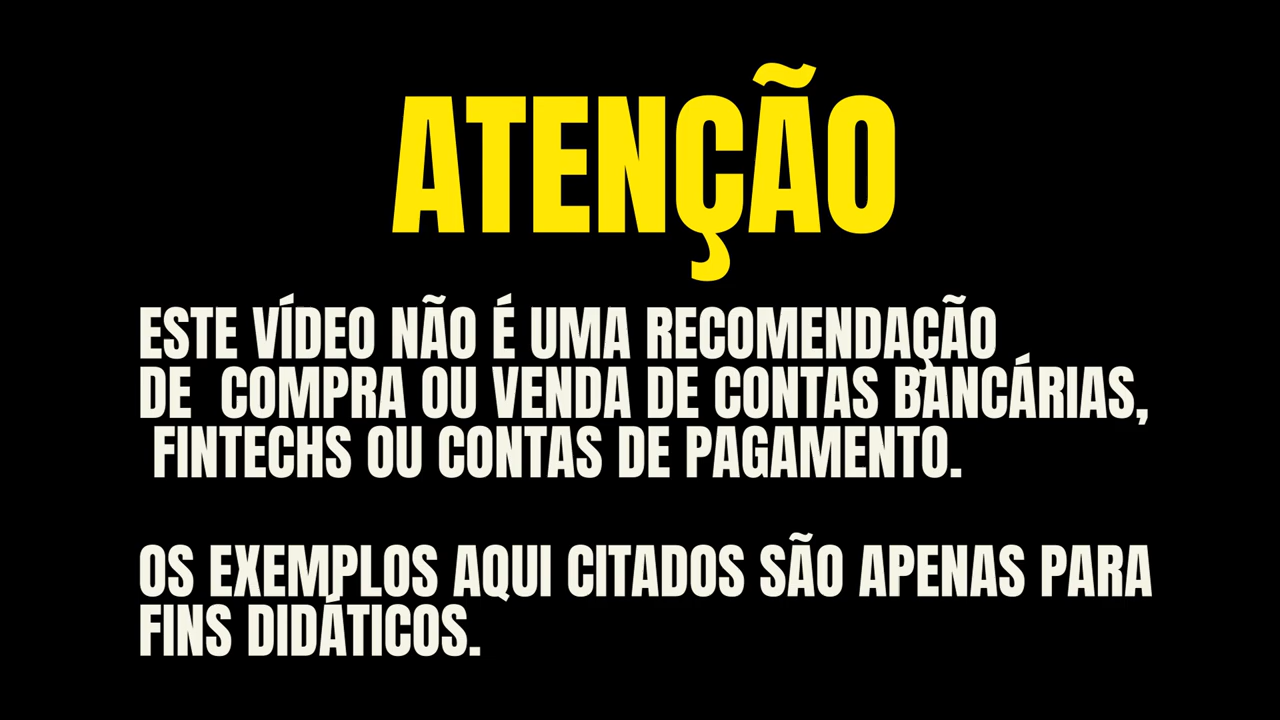 ATENÇÃO
ESTE VÍDEO NÃO É UMA RECOMENDAÇÃO
DE COMPRA OU VENDA DE CONTAS BANCÁRIAS,
FINTECHS OU CONTAS DE PAGAMENTO.
OS EXEMPLOS AQUI CITADOS SÃO APENAS PARA
FINS DIDÁTICOS.